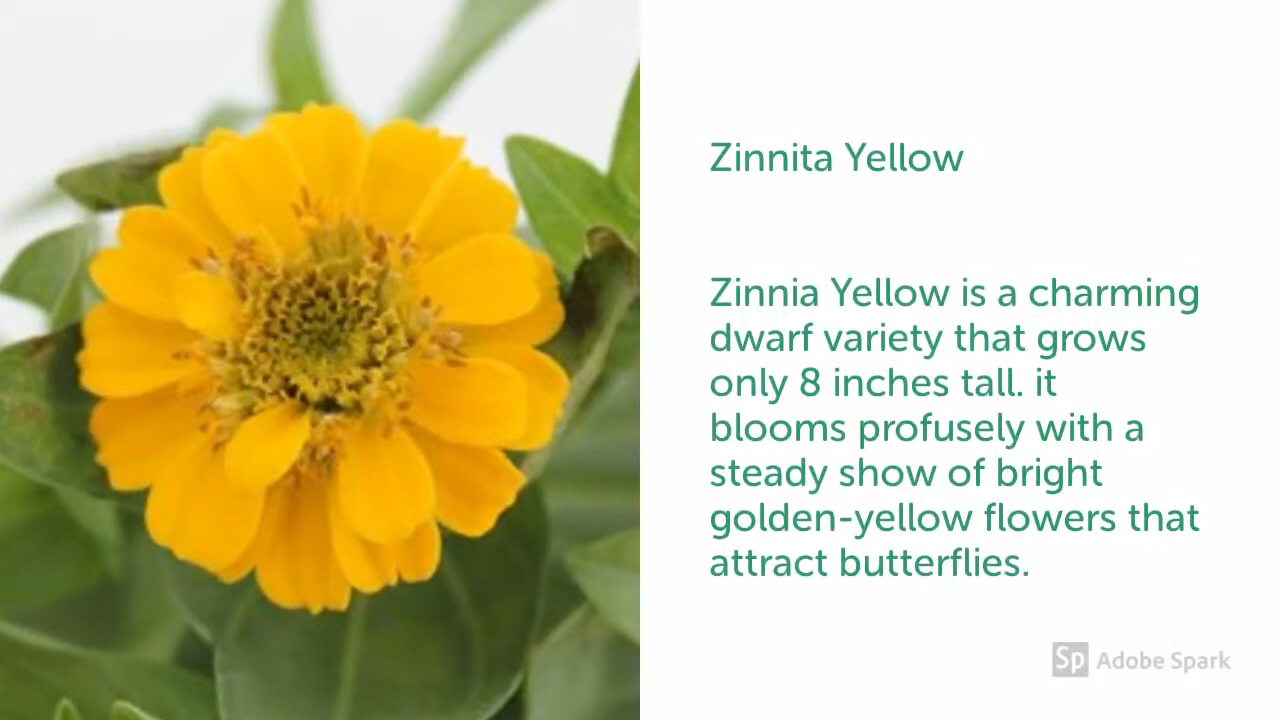 Zinnita Yellow
Zinnia Yellow is a charming
dwarf variety that grows
only 8 inches tall. it
blooms profusely with a
steady show of bright
golden-yellow flowers that
attract butterflies.
Sp Adobe Spark